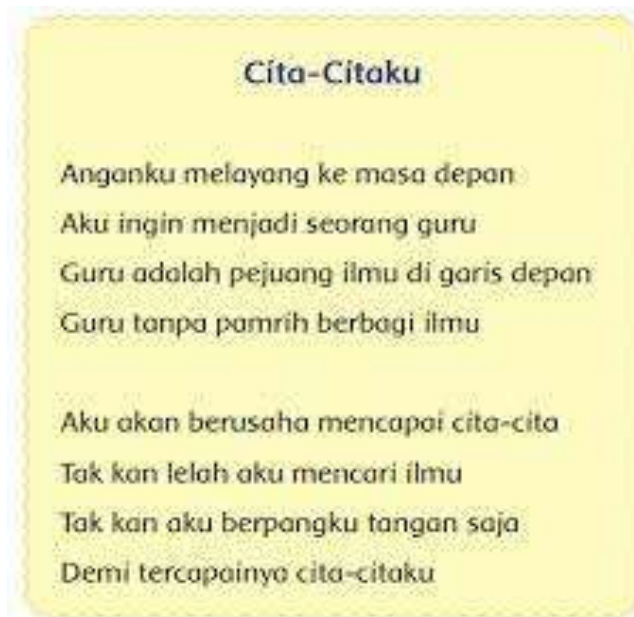 Cita-Citaku
Anganku melayang ke masa depan
Aku ingin menjadi seorang guru
Guru adalah pejuang ilmu di garis depan
Guru tanpa pamrih berbagi ilmu
Aku akan berusaha mencapai cita-cita
Tak kan lelah aku mencari ilmu
Tak kan aku berpangku tangan saja
Demi tercapainya cita-citaku